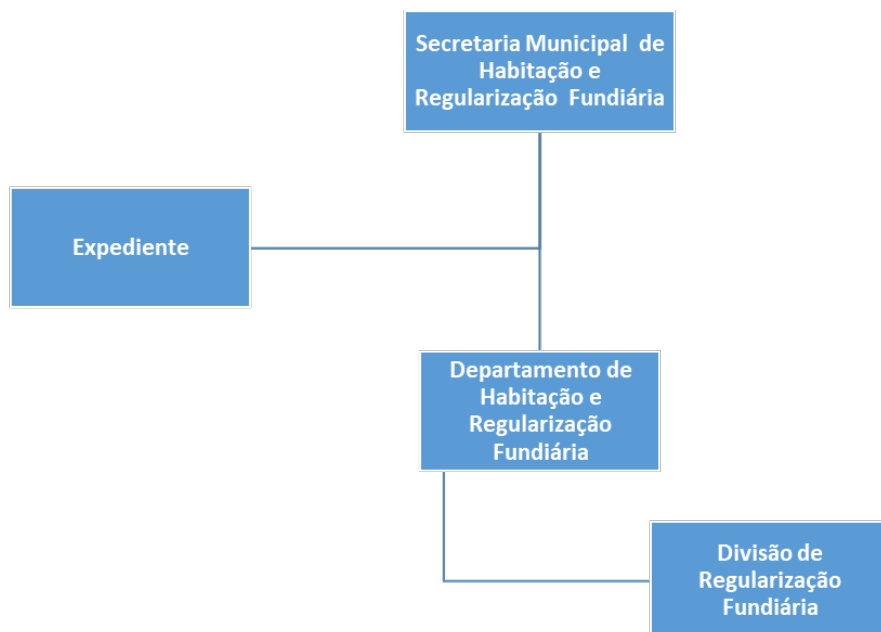 Secretaria Municipal de
Habitação e
Regularização Fundiária
Expediente
Departamento de
Habitação e
Regularização
Fundiária
Divisão de
Regularização
Fundiária